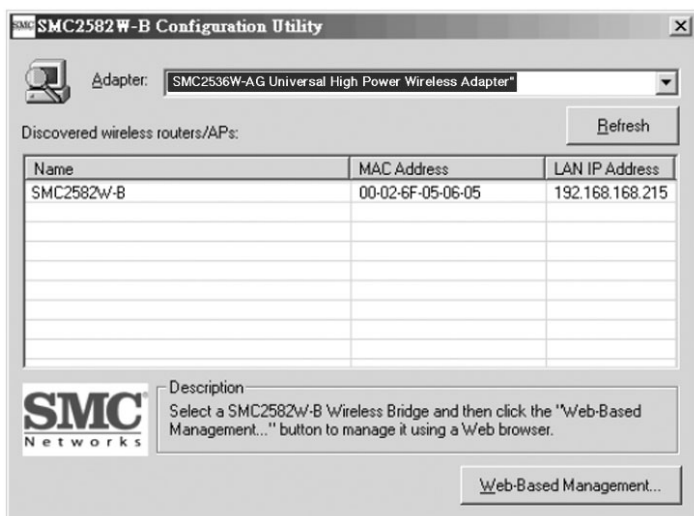 SMC SMC2582W-B Configuration Utility
Adapter: SMC2536W-AG Universal High Power Wireless Adapter"
Refresh
Discovered wireless routers/APs:
Name MAC Address LAN IP Address
SMC2582W-B 00-02-6F-05-06-05 192.168.168.215
SMC
Networks
Description
Select a SMC2582W-B Wireless Bridge and then click the "Web-Based
Management..." button to manage it using a Web browser.
Web-Based Management...